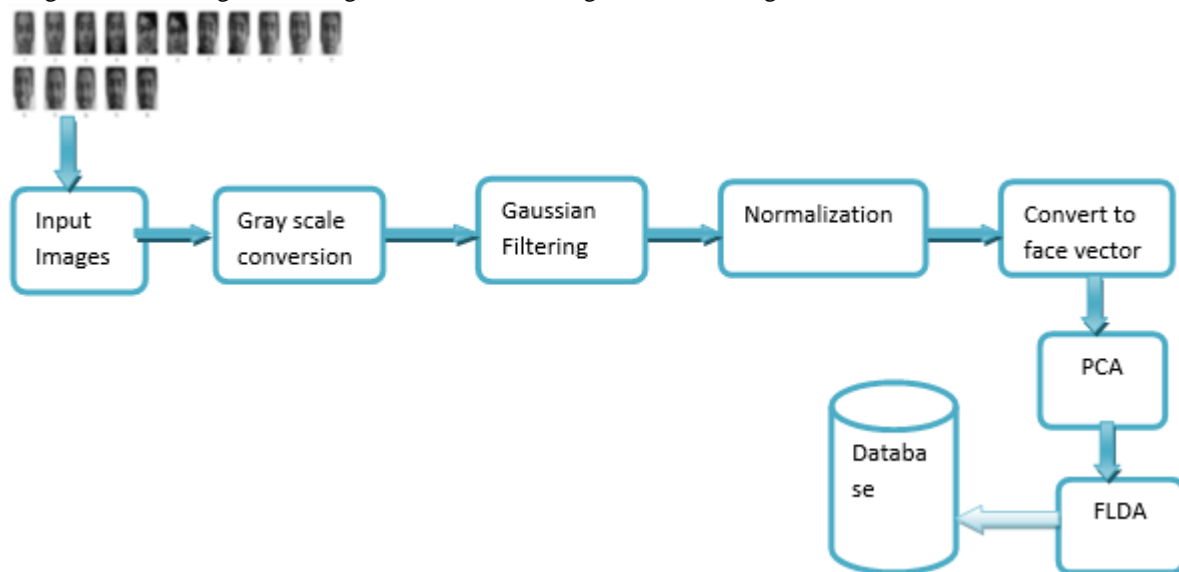 Input
Images
Gray scale
conversion
Gaussian
Filtering
Normalization
Convert to
face vector
PCA
FLDA
Databa
se